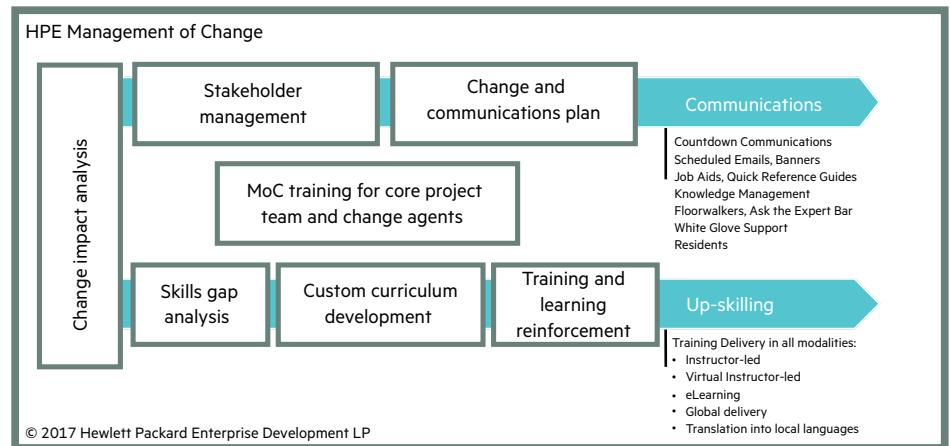 HPE Management of Change
Change impact analysis
Stakeholder
management
Change and
communications plan
Communications
Countdown Communications
Scheduled Emails, Banners
Job Aids, Quick Reference Guides
Knowledge Management
Floorwalkers, Ask the Expert Bar
White Glove Support
Residents
MoC training for core project
team and change agents
Skills gap
analysis
Custom curriculum
development
Training and
learning
reinforcement
Up-skilling
Training Delivery in all modalities:
• Instructor-led
• Virtual Instructor-led
• eLearning
• Global delivery
• Translation into local languages
© 2017 Hewlett Packard Enterprise Development LP